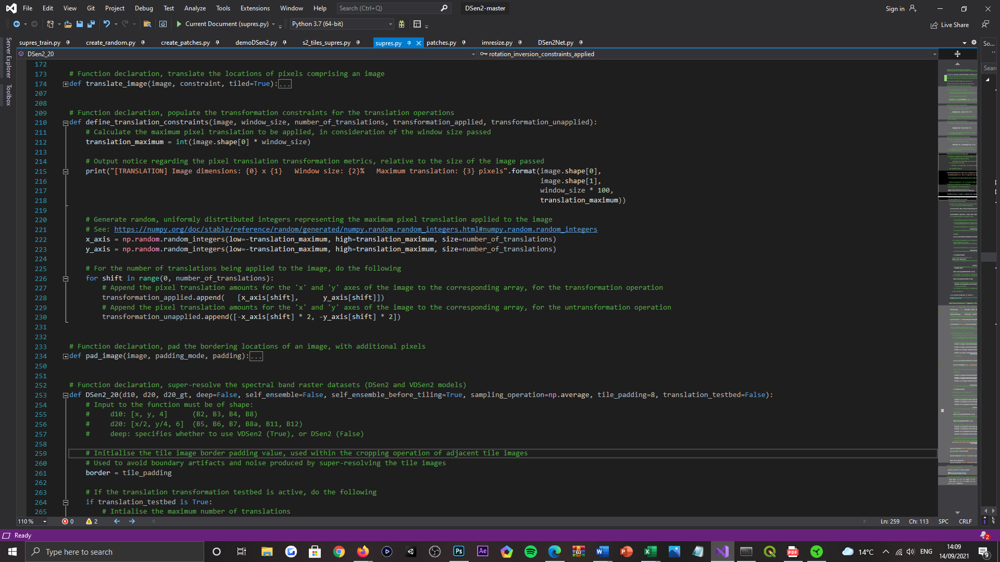 File Edit View Git Project Debug Test Analyze Tools Extensions Window Help Search (Ctrl+Q) DSen2-master Sign in
Current Document (supres.py) Python 3.7 (64-bit) Live Share
supres_train.py create_random.py create_patches.py demoDSen2.py s2_tiles_supres.py supres.py patches.py imresize.py DSen2Net.py So...
DSen2_20 rotation_inversion_constraints_applied
Server Explorer
Toolbox
Sear
172
173 # Function declaration, translate the locations of pixels comprising an image
174 def translate_image(image, constraint, tiled=True):...
207
208
209 # Function declaration, populate the transformation constraints for the translation operations
210 def define_translation_constraints(image, window_size, number_of_translations, transformation_applied, transformation_unapplied):
211 # Calculate the maximum pixel translation to be applied, in consideration of the window size passed
212 translation_maximum = int(image.shape[0] * window_size)
213
214 # Output notice regarding the pixel translation transformation metrics, relative to the size of the image passed
215 print("[TRANSLATION] Image dimensions: {0} x {1}   Window size: {2}%   Maximum translation: {3} pixels".format(image.shape[0],
216 image.shape[1],
217 window_size * 100,
218 translation_maximum))
219
220 # Generate random, uniformly distrtibuted integers representing the maximum pixel translation applied to the image
221 # See: https://numpy.org/doc/stable/reference/random/generated/numpy.random.random_integers.html#numpy.random.random_integers
222 x_axis = np.random.random_integers(low=-translation_maximum, high=translation_maximum, size=number_of_translations)
223 y_axis = np.random.random_integers(low=-translation_maximum, high=translation_maximum, size=number_of_translations)
224
225 # For the number of translations being applied to the image, do the following
226 for shift in range(0, number_of_translations):
227 # Append the pixel translation amounts for the 'x' and 'y' axes of the image to the corresponding array, for the transformation operation
228 transformation_applied.append(   [x_axis[shift],      y_axis[shift]])
229 # Append the pixel translation amounts for the 'x' and 'y' axes of the image to the corresponding array, for the untransformation operation
230 transformation_unapplied.append([-x_axis[shift] * 2, -y_axis[shift] * 2])
231
232
233 # Function declaration, pad the bordering locations of an image, with additional pixels
234 def pad_image(image, padding_mode, padding):...
250
251
252 # Function declaration, super-resolve the spectral band raster datasets (DSen2 and VDSen2 models)
253 def DSen2_20(d10, d20, d20_gt, deep=False, self_ensemble=False, self_ensemble_before_tiling=True, sampling_operation=np.average, tile_padding=8, translation_testbed=False):
254 # Input to the function must be of shape:
255 #     d10: [x, y, 4]      (B2, B3, B4, B8)
256 #     d20: [x/2, y/4, 6]  (B5, B6, B7, B8a, B11, B12)
257 #     deep: specifies whether to use VDSen2 (True), or DSen2 (False)
258
259 # Initialise the tile image border padding value, used within the cropping operation of adjacent tile images
260 # Used to avoid boundary artifacts and noise produced by super-resolving the tile images
261 border = tile_padding
262
263 # If the translation transformation testbed is active, do the following
264 if translation_testbed is True:
265 # Intialise the maximum number of translations
110 % 0 2 Ln: 259 Ch: 113 SPC CRLF
Ready 2
Type here to search 14°C ENG 14:09
14/09/2021 9